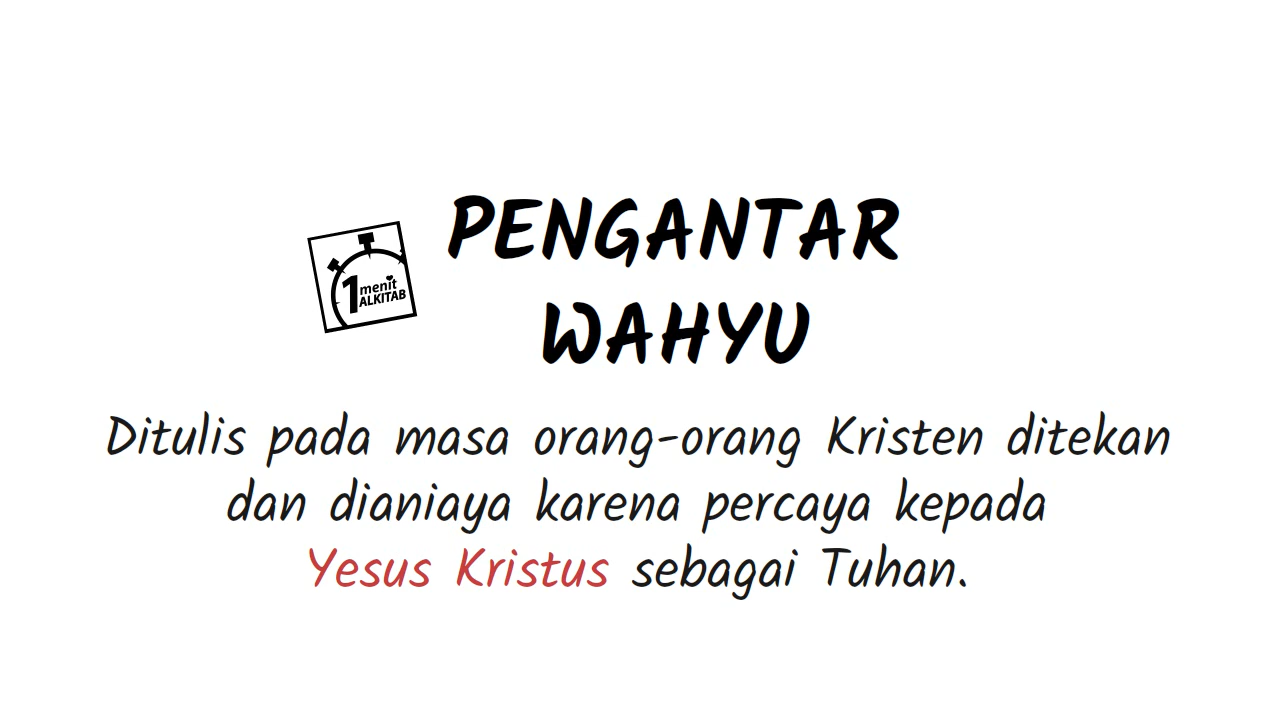 PENGANTAR
WAHYU
1 menit
ALKITAB
Ditulis pada masa orang-orang Kristen ditekan
dan dianiaya karena percaya kepada
Yesus Kristus sebagai Tuhan.